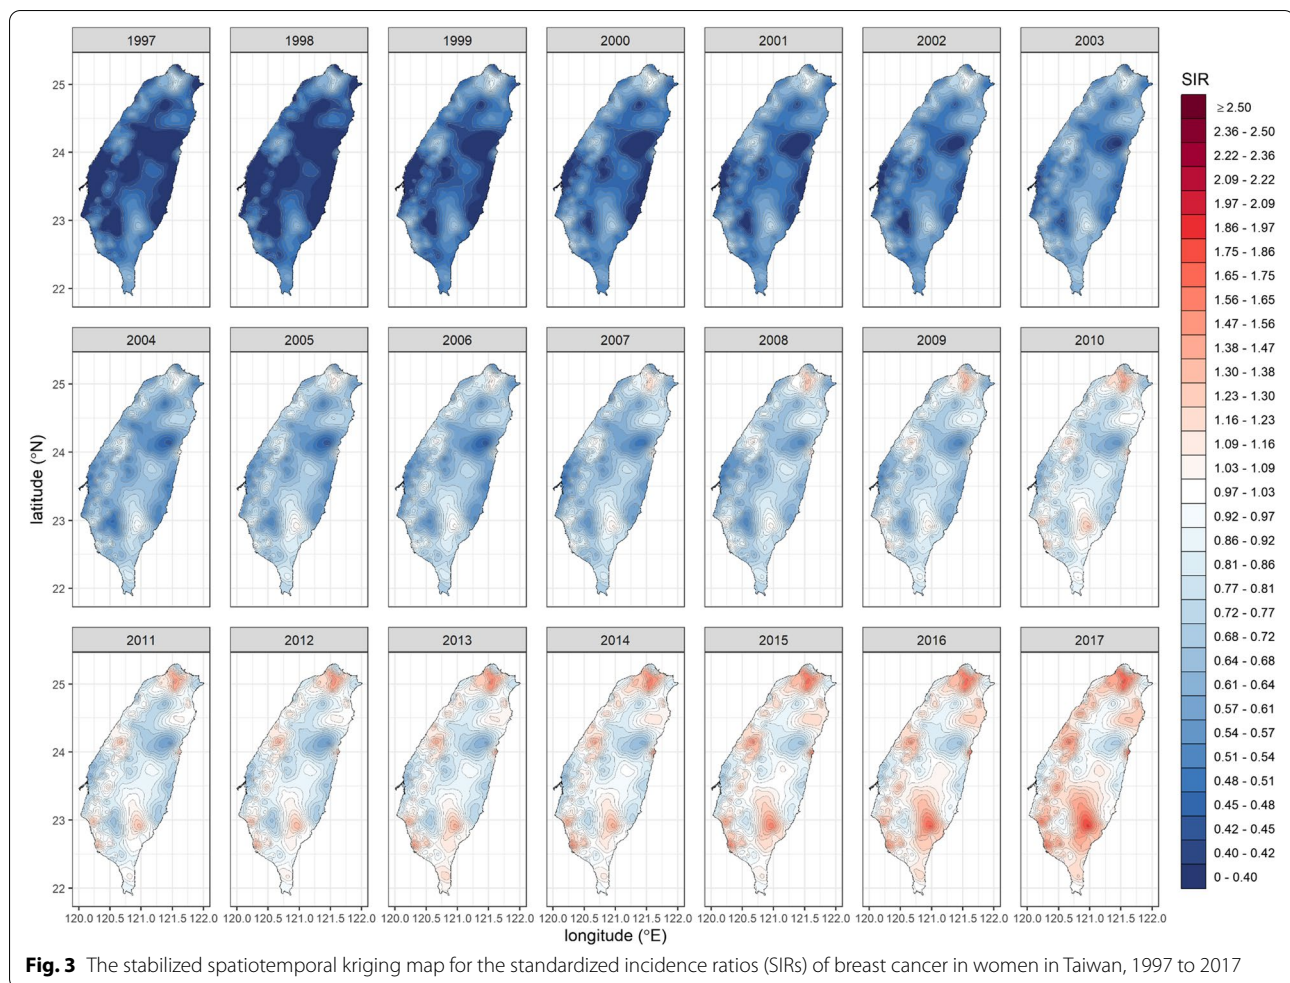 1997 1998 1999 2000 2001 2002 2003
25
24
23
22
2004 2005 2006 2007 2008 2009 2010
25
24
23
22
2011 2012 2013 2014 2015 2016 2017
25
24
23
22
latitude (°N)
120.0 120.5 121.0 121.5 122.0 120.0 120.5 121.0 121.5 122.0 120.0 120.5 121.0 121.5 122.0 120.0 120.5 121.0 121.5 122.0 120.0 120.5 121.0 121.5 122.0 120.0 120.5 121.0 121.5 122.0 120.0 120.5 121.0 121.5 122.0
longitude (°E)
SIR
≥ 2.50
2.36 - 2.50
2.22 - 2.36
2.09 - 2.22
1.97 - 2.09
1.86 - 1.97
1.75 - 1.86
1.65 - 1.75
1.56 - 1.65
1.47 - 1.56
1.38 - 1.47
1.30 - 1.38
1.23 - 1.30
1.16 - 1.23
1.09 - 1.16
1.03 - 1.09
0.97 - 1.03
0.92 - 0.97
0.86 - 0.92
0.81 - 0.86
0.77 - 0.81
0.72 - 0.77
0.68 - 0.72
0.64 - 0.68
0.61 - 0.64
0.57 - 0.61
0.54 - 0.57
0.51 - 0.54
0.48 - 0.51
0.45 - 0.48
0.42 - 0.45
0.40 - 0.42
0 - 0.40
Fig. 3 The stabilized spatiotemporal kriging map for the standardized incidence ratios (SIRs) of breast cancer in women in Taiwan, 1997 to 2017